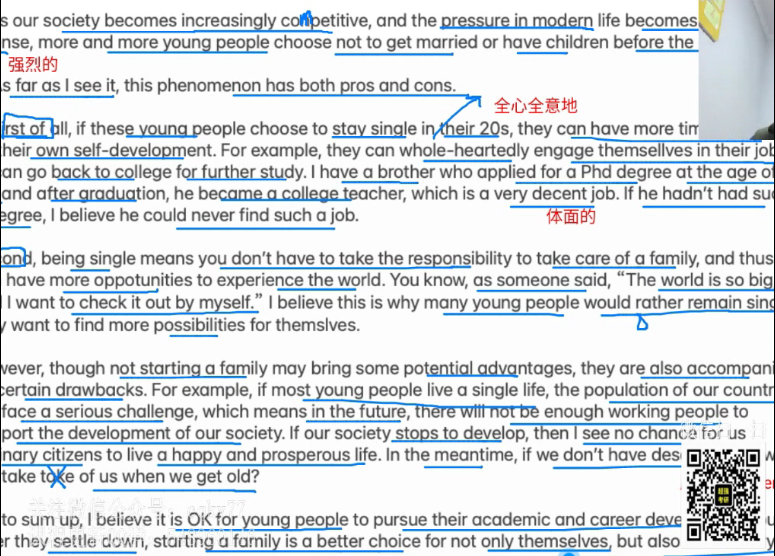 s our society becomes increasingly competitive, and the pressure in modern life becomes
nse, more and more young people choose not to get married or have children before the
强烈的
s far as I see it, this phenomenon has both pros and cons.
全心全意地
rst of all, if these young people choose to stay single in their 20s, they can have more tim
heir own self-development. For example, they can whole-heartedly engage themsellves in their job
can go back to college for further study. I have a brother who applied for a Phd degree at the age of
and after graduation, he became a college teacher, which is a very decent job. If he hadn't had suc
egree, I believe he could never find such a job.
体面的
ond, being single means you don't have to take the responsibility to take care of a family, and thus
have more oppotunities to experience the world. You know, as someone said, “The world is so big
I want to check it out by myself.” I believe this is why many young people would rather remain sing
y want to find more possibilities for themslves.
wever, though not starting a family may bring some potential advantages, they are also accompani
certain drawbacks. For example, if most young people live a single life, the population of our countr
face a serious challenge, which means in the future, there will not be enough working people to
port the development of our society. If our society stops to develop, then I see no chance for us
nary citizens to live a happy and prosperous life. In the meantime, if we don't have des
take care of us when we get old?
to sum up, I believe it is OK for young people to pursue their academic and career deve
er they settle down, starting a family is a better choice for not only themselves, but also